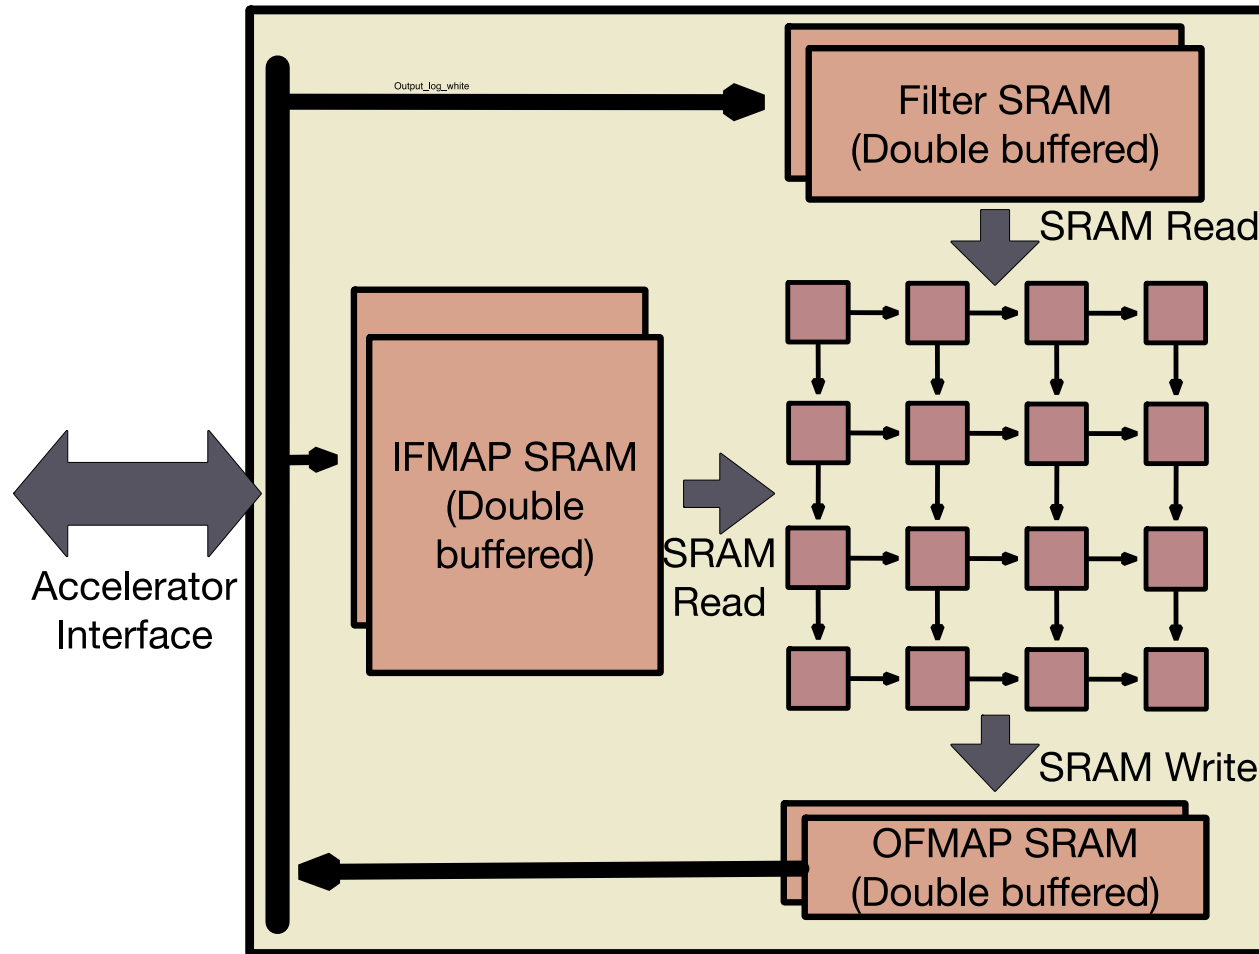 Output_log_white
Filter SRAM
(Double buffered)
SRAM Read
IFMAP SRAM
(Double
buffered)
SRAM
Read
Accelerator
Interface
SRAM Write
OFMAP SRAM
(Double buffered)